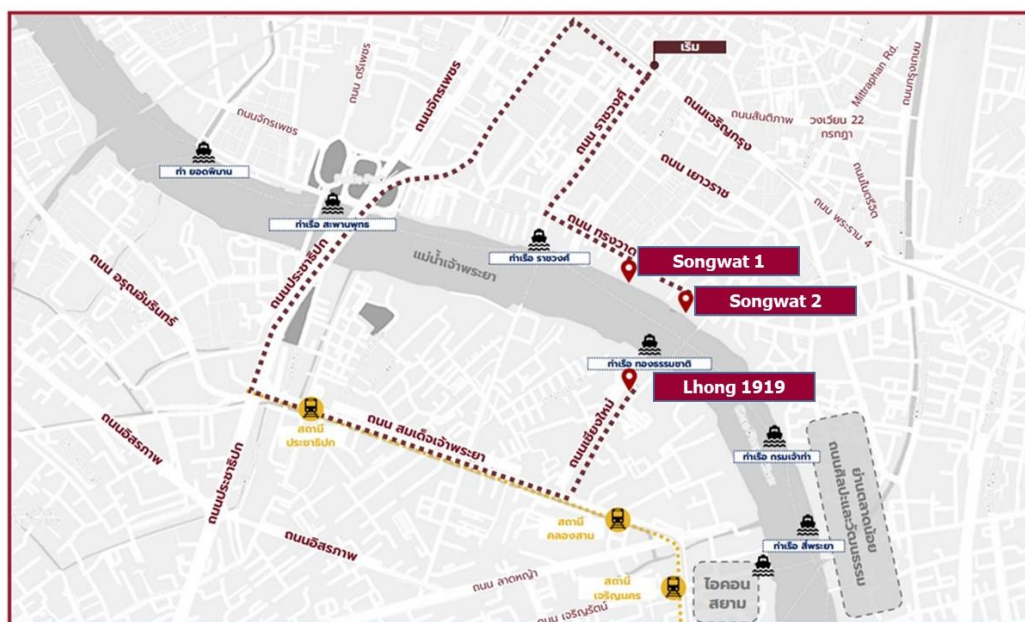 เริ่ม
Mittraphan Rd.
ถนนกรุงเกษม
ถนน ตรีเพชร
ถนนจักรเพชร
ถนน ราชวงศ์
ถนนเจริญกรุง
ถนนสันติภาพ
วงเวียน 22
กรกฎา
ถนนจักรเพชร
ท่า ยอดพิมาน
ถนน เยาวราช
ถนนไมตรีจิต
ถนน พระราม 4
ท่าเรือ สะพานพุทธ
ถนน ทรงวาด
ท่าเรือ ราชวงศ์
แม่น้ำเจ้าพระยา
Songwat 1
Songwat 2
ถนน อรุณอัมรินทร์
ถนนประชาธิปก
ท่าเรือ ทองธรรมชาติ
Lhong 1919
ถนนอิสรภาพ
สถานี
ประชาธิปก
ถนน สมเด็จเจ้าพระยา
ถนนเชียงใหม่
ท่าเรือ กรมเจ้าท่า
ย่านตลาดน้อย
ถนนศิลปะและวัฒนธรรม
ถนนประชาธิปก
ถนนอิสรภาพ
สถานี
คลองสาน
ท่าเรือ สี่พระยา
ถนน ลาดหญ้า
สถานี
เจริญนคร
ไอคอน
สยาม
ถนน เจริญรัตน์